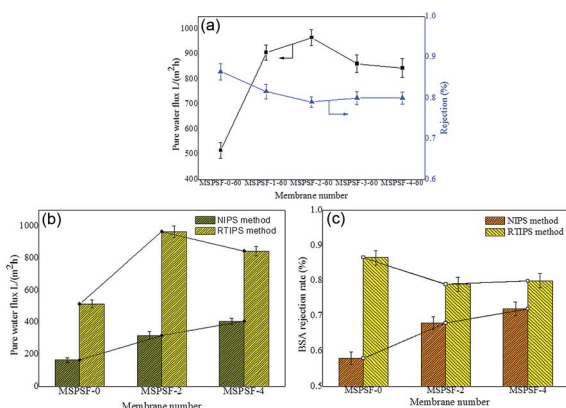 (a)
1000
900
800
700
600
500
400
1.0
0.9
0.8
0.7
0.6
Pure water flux L/(m²h)
Rejection (%)
MSPSF-0-60 MSPSF-1-60 MSPSF-2-60 MSPSF-3-60 MSPSF-4-60
Membrane number
(b)
NIPS method
RTIPS method
1000
800
600
400
200
0
Pure water flux L/(m²h)
MSPSF-0 MSPSF-2 MSPSF-4
Membrane number
(c)
NIPS method
RTIPS method
1.0
0.9
0.8
0.7
0.6
0.5
BSA rejection rate (%)
MSPSF-0 MSPSF-2 MSPSF-4
Membrane number